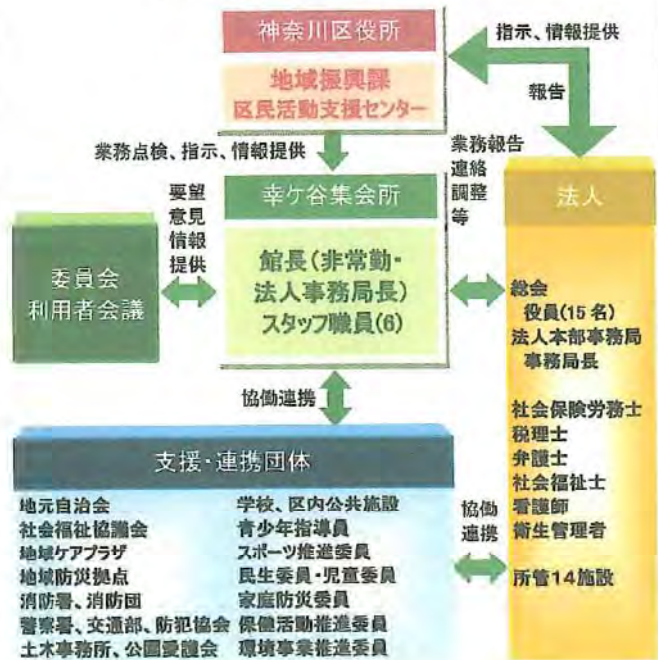 神奈川区役所
地域振興課
区民活動支援センター
指示、情報提供
報告
業務点検、指示、情報提供
業務報告
連絡
調整
等
要望
意見
情報
提供
幸ケ谷集会所
館長(非常勤・
法人事務局長)
スタッフ職員(6)
委員会
利用者会議
法人
総会
役員(15名)
法人本部事務局
事務局長
社会保険労務士
税理士
弁護士
社会福祉士
看護師
衛生管理者
所管14施設
協働連携
支援・連携団体
地元自治会
社会福祉協議会
地域ケアプラザ
地域防災拠点
消防署、消防団
警察署、交通部、防犯協会
土木事務所、公園愛護会
学校、区内公共施設
青少年指導員
スポーツ推進委員
民生委員・児童委員
家庭防災委員
保健活動推進委員
環境事業推進委員
協働
連携